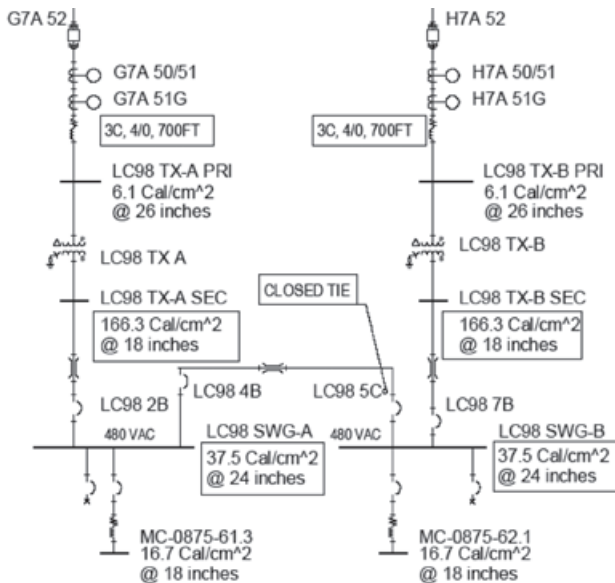 G7A 52
H7A 52
G7A 50/51
H7A 50/51
G7A 51G
H7A 51G
3C, 4/0, 700FT
3C, 4/0, 700FT
LC98 TX-A PRI
6.1 Cal/cm^2
@ 26 inches
LC98 TX-B PRI
6.1 Cal/cm^2
@ 26 inches
LC98 TX A
LC98 TX-B
CLOSED TIE
LC98 TX-A SEC
166.3 Cal/cm^2
@ 18 inches
LC98 TX-B SEC
166.3 Cal/cm^2
@ 18 inches
LC98 2B
LC98 4B
LC98 5C
LC98 7B
480 VAC
LC98 SWG-A
37.5 Cal/cm^2
@ 24 inches
480 VAC
LC98 SWG-B
37.5 Cal/cm^2
@ 24 inches
MC-0875-61.3
16.7 Cal/cm^2
@ 18 inches
MC-0875-62.1
16.7 Cal/cm^2
@ 18 inches